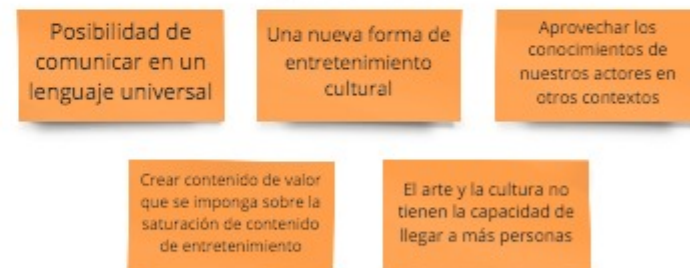 Posibilidad de
comunicar en un
lenguaje universal
Una nueva forma de
entretenimiento
cultural
Aprovechar los
conocimientos de
nuestros actores en
otros contextos
Crear contenido de valor
que se imponga sobre la
saturación de contenido
de entretenimiento
El arte y la cultura no
tienen la capacidad de
llegar a más personas